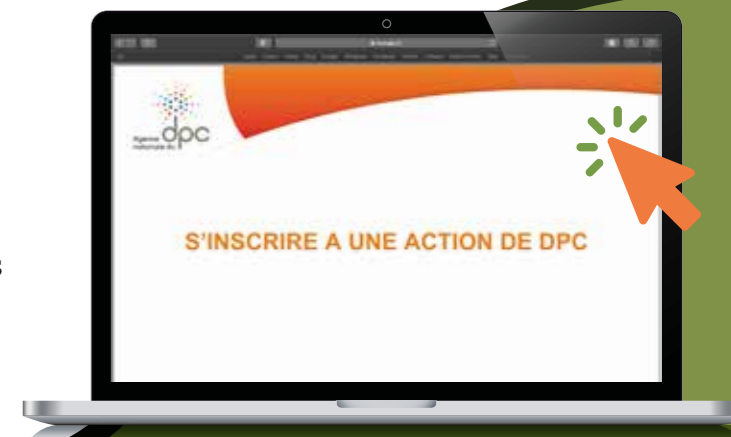 Agence
nationale du
dpc
S'INSCRIRE A UNE ACTION DE DPC
s